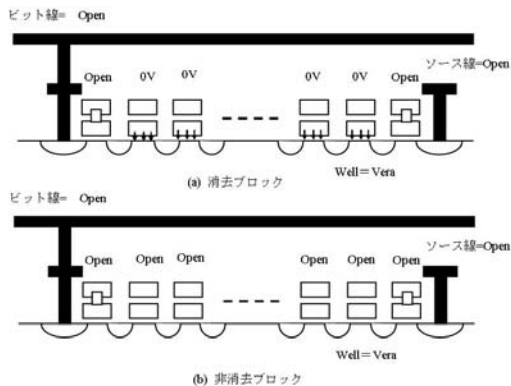 ビット線= Open
ソース線=Open
Open 0V 0V 0V 0V Open
Well＝Vera
(a) 消去ブロック
ビット線= Open
ソース線=Open
Open Open Open Open Open Open
Well＝Vera
(b) 非消去ブロック